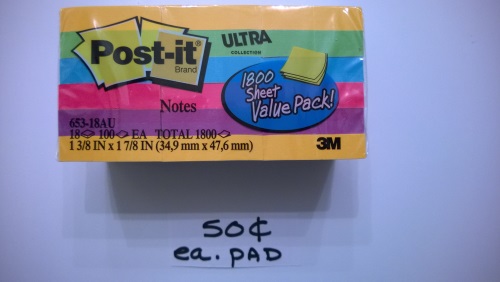 Post-it®
Brand
ULTRA
COLLECTION
1800
Sheet
Value Pack!
Notes
653-18AU
18 100 EA TOTAL 1800
1 3/8 IN x 1 7/8 IN (34,9 mm x 47,6 mm)
3M
50¢
ea. PAD